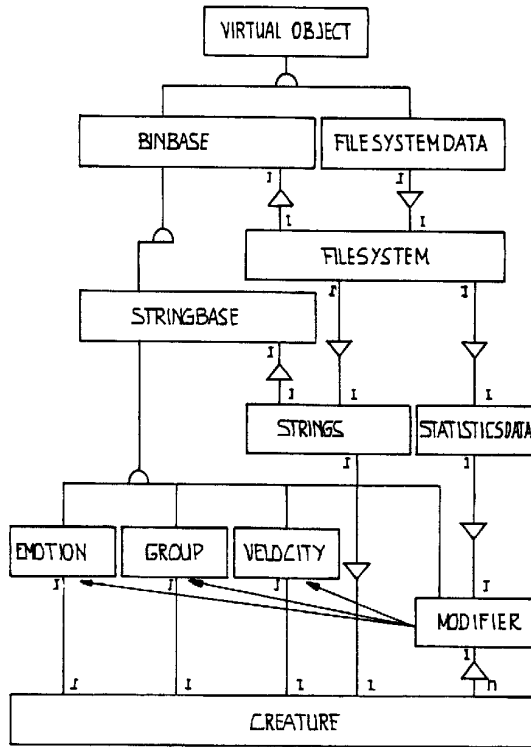 VIRTUAL OBJECT
BINBASE
FILESYSTEMDATA
I
I
I
I
FILESYSTEM
I
I
STRINGBASE
I
I
I
I
STRINGS
STATISTICSDATA
I
I
EMOTION
GROUP
VELOCITY
I
I
I
I
MODIFIER
I
I
I
I
I
n
CREATURE